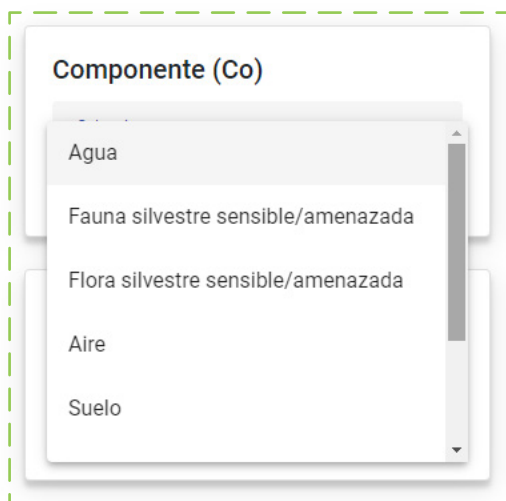 Componente (Co)
Agua
Fauna silvestre sensible/amenazada
Flora silvestre sensible/amenazada
Aire
Suelo